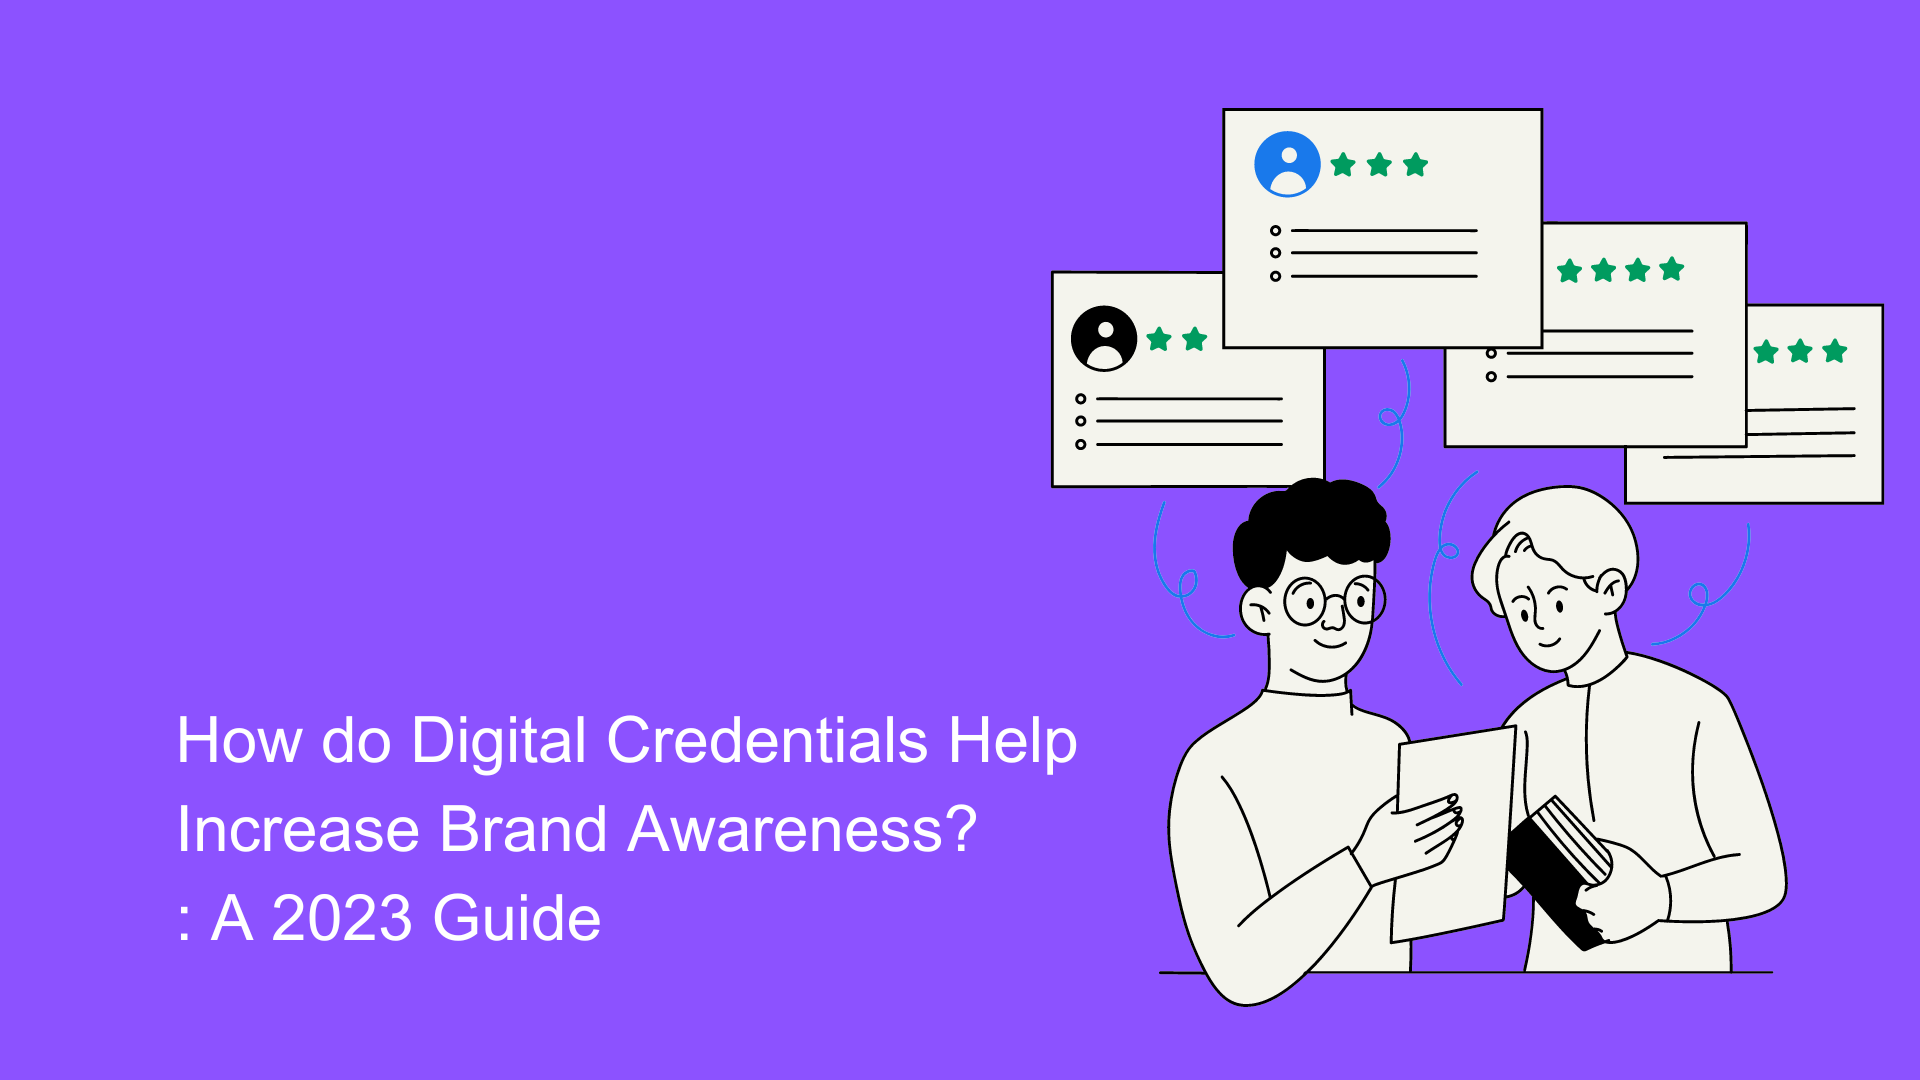 How do Digital Credentials Help
Increase Brand Awareness?
: A 2023 Guide